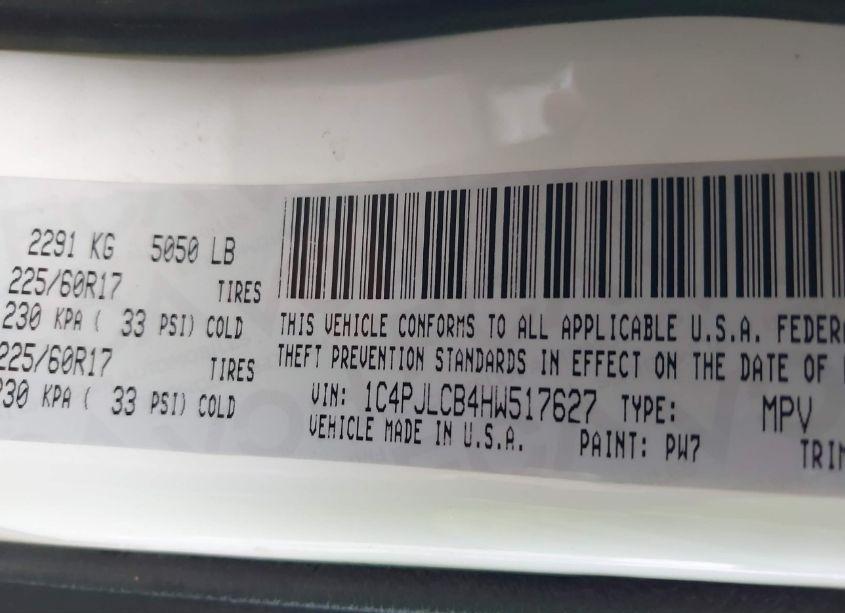 2291 KG 5050 LB
225/60R17 TIRES
230 KPA ( 33 PSI) COLD
225/60R17 TIRES
230 KPA ( 33 PSI) COLD
THIS VEHICLE CONFORMS TO ALL APPLICABLE U.S.A.
THEFT PREVENTION STANDARDS IN EFFECT ON THE DATE OF
VIN: 1C4PJLCB4HW517627 TYPE: MPV
VEHICLE MADE IN U.S.A. PAINT: PW7